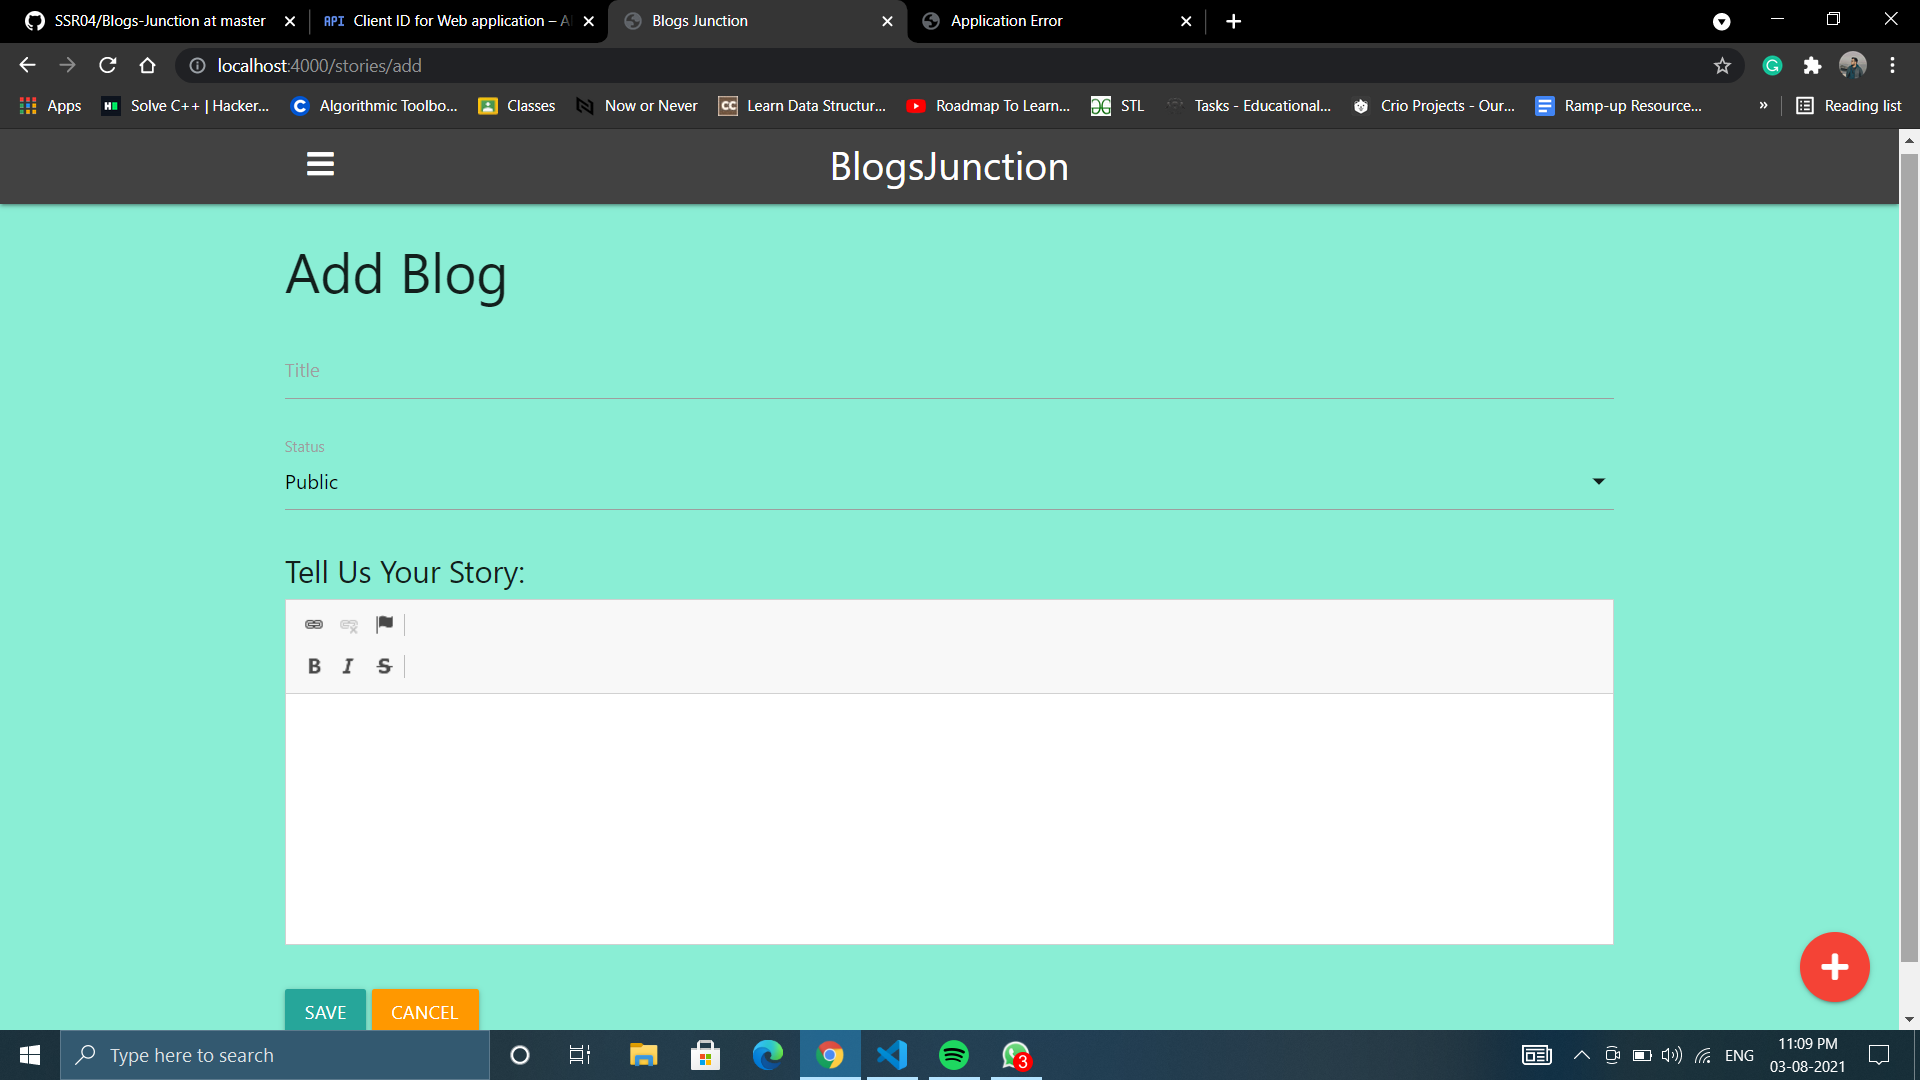 SSR04/Blogs-Junction at master
API Client ID for Web application – A
Blogs Junction
Application Error
localhost:4000/stories/add
Apps
H Solve C++ | Hacker...
C Algorithmic Toolbo...
Classes
Now or Never
CC Learn Data Structur...
Roadmap To Learn...
STL
Tasks - Educational...
Crio Projects - Our...
Ramp-up Resource...
»
Reading list
BlogsJunction
Add Blog
Title
Status
Public
Tell Us Your Story:
B I S
SAVE
CANCEL
Type here to search
3
ENG
11:09 PM
03-08-2021